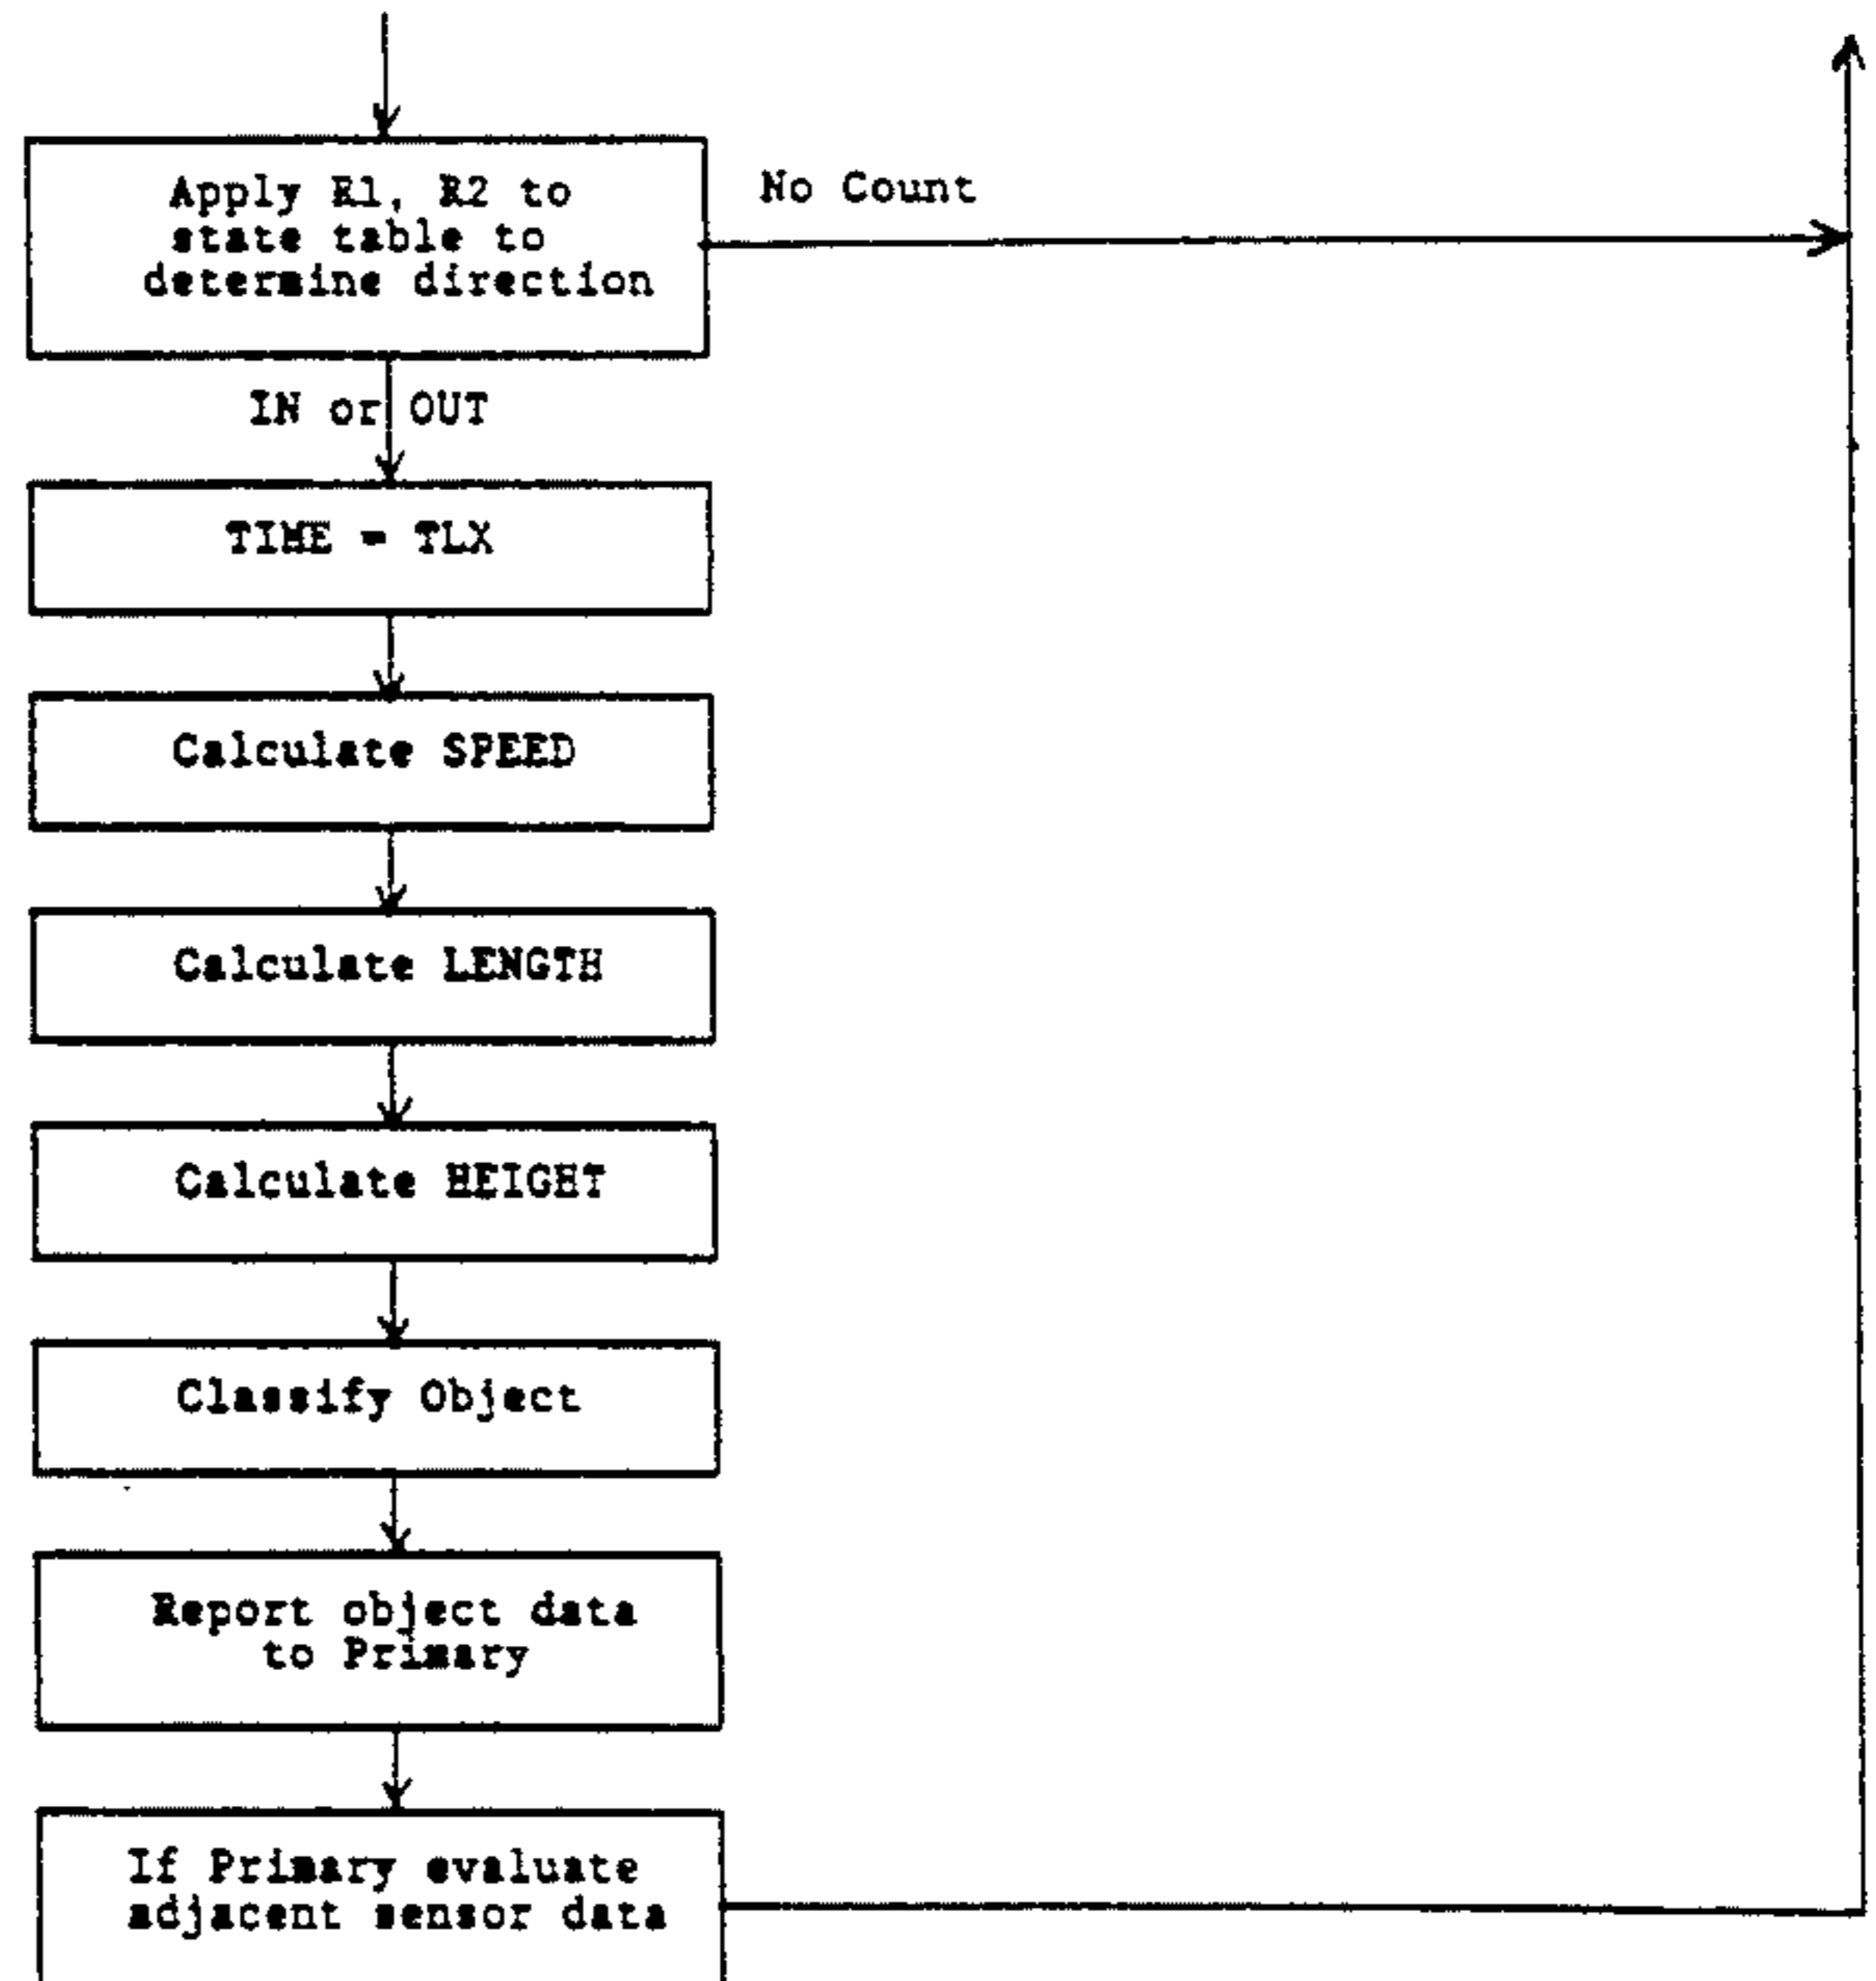 Apply R1, R2 to
state table to
determine direction
No Count
IN or OUT
TIME = TLX
Calculate SPEED
Calculate LENGTH
Calculate HEIGHT
Classify Object
Report object data
to Primary
If Primary evaluate
adjacent sensor data